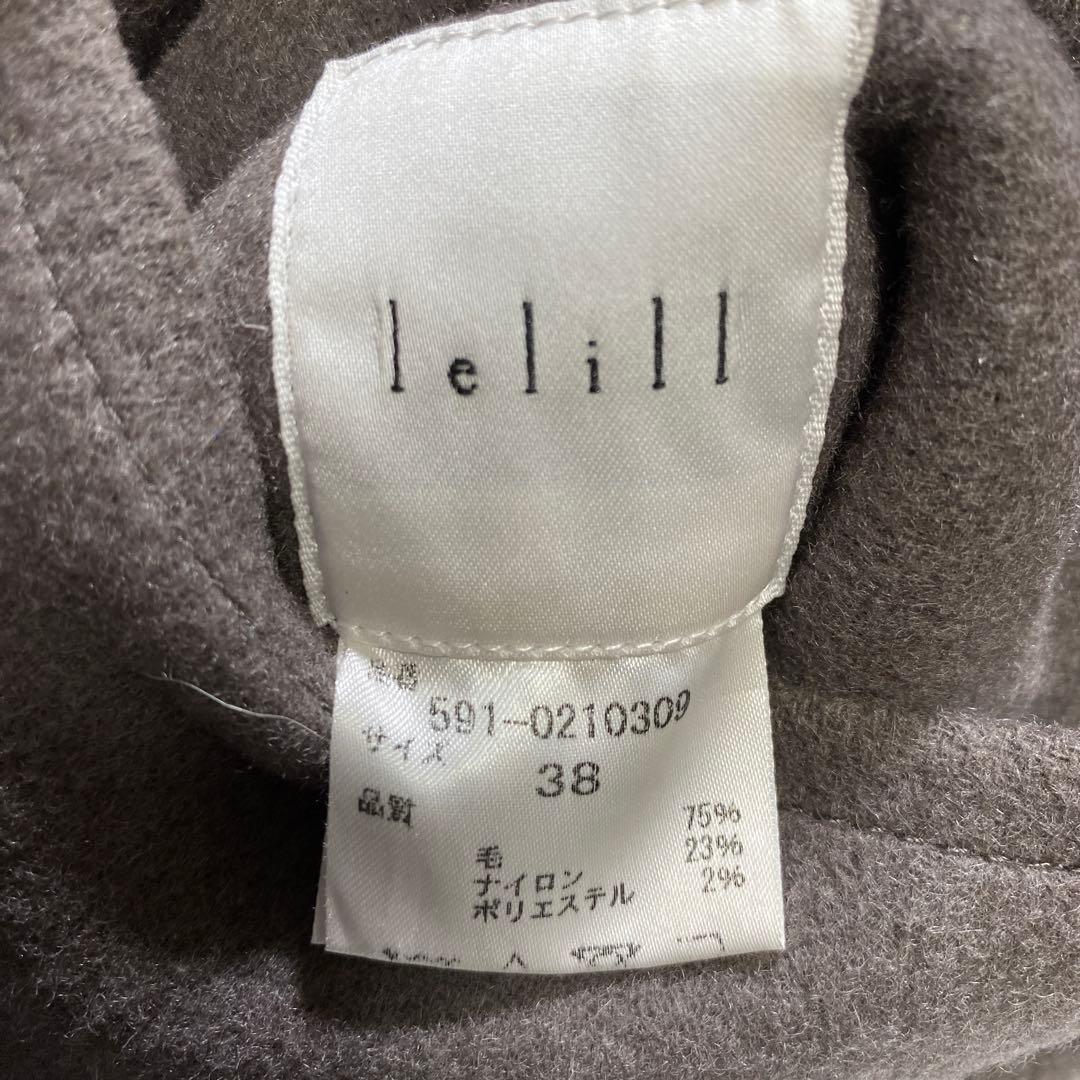 lelill
591-0210309
サイズ
38
品質
毛 75%
ナイロン 23%
ポリエステル 2%